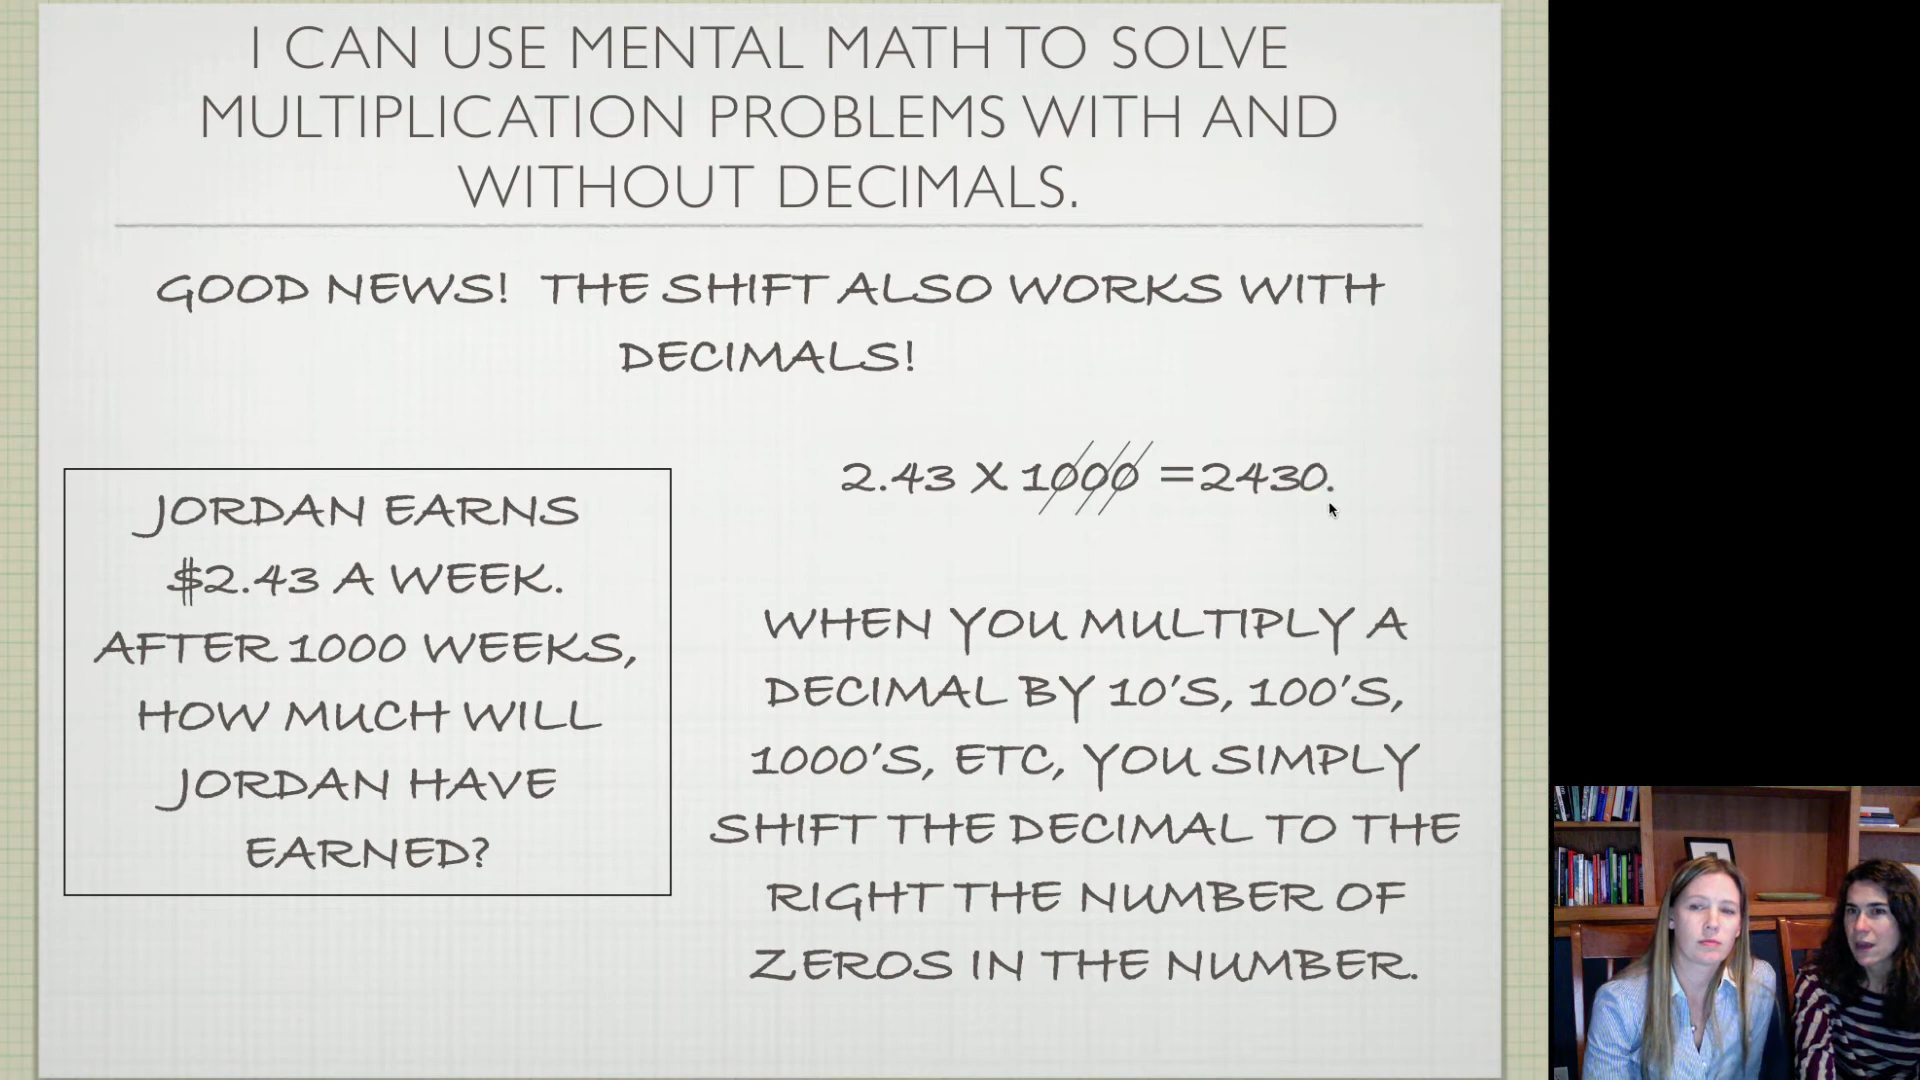 I CAN USE MENTAL MATH TO SOLVE
MULTIPLICATION PROBLEMS WITH AND
WITHOUT DECIMALS.
GOOD NEWS! THE SHIFT ALSO WORKS WITH
DECIMALS!
2.43 X 1000 =2430.
JORDAN EARNS
$2.43 A WEEK.
AFTER 1000 WEEKS,
HOW MUCH WILL
JORDAN HAVE
EARNED?
WHEN YOU MULTIPLY A
DECIMAL BY 10'S, 100'S,
1000'S, ETC, YOU SIMPLY
SHIFT THE DECIMAL TO THE
RIGHT THE NUMBER OF
ZEROS IN THE NUMBER.